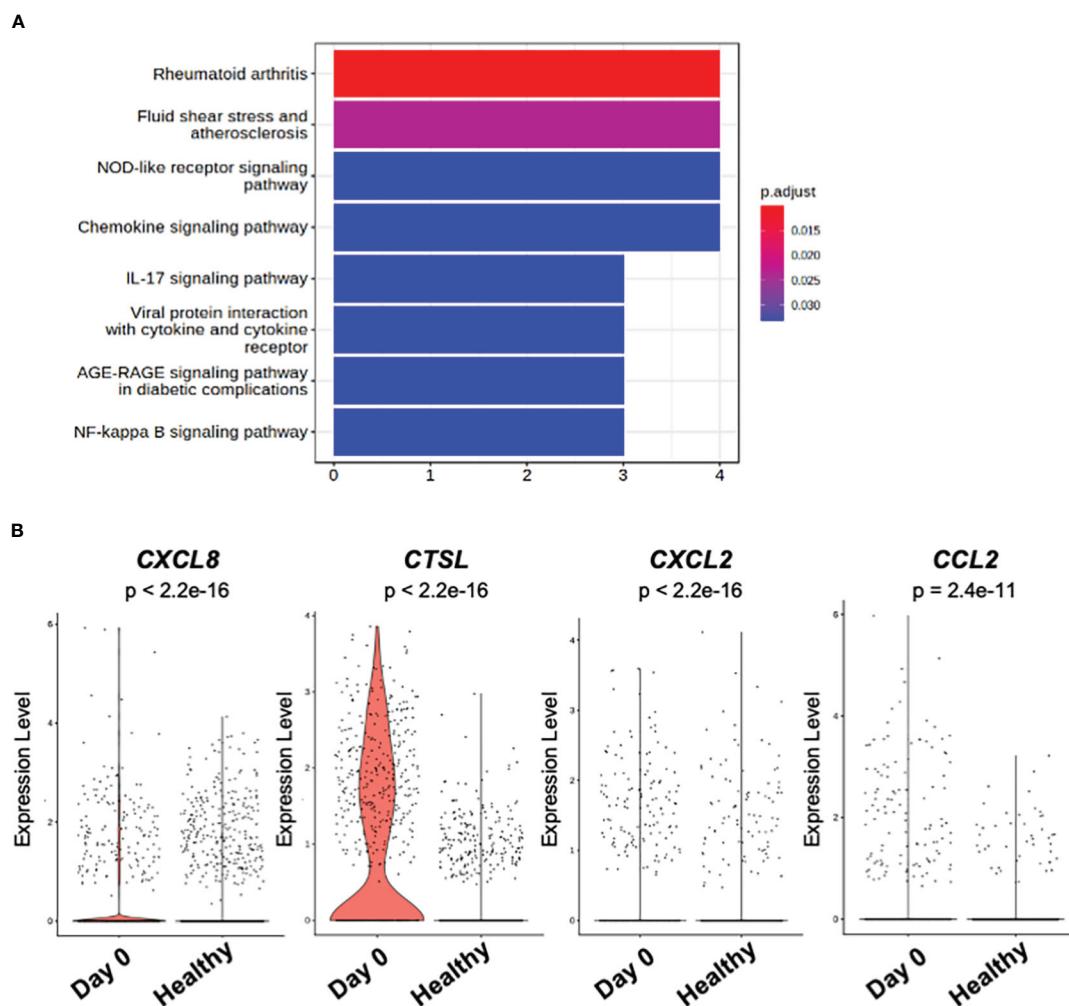 A
Rheumatoid arthritis
Fluid shear stress and
atherosclerosis
NOD-like receptor signaling
pathway
Chemokine signaling pathway
IL-17 signaling pathway
Viral protein interaction
with cytokine and cytokine
receptor
AGE-RAGE signaling pathway
in diabetic complications
NF-kappa B signaling pathway
0 1 2 3 4
p.adjust
0.015
0.020
0.025
0.030
B
CXCL8 CTSL CXCL2 CCL2
p < 2.2e-16 p < 2.2e-16 p < 2.2e-16 p = 2.4e-11
Expression Level
6
4
2
0
Day 0 Healthy
Expression Level
4
3
2
1
0
Day 0 Healthy
Expression Level
4
3
2
1
0
Day 0 Healthy
Expression Level
6
4
2
0
Day 0 Healthy